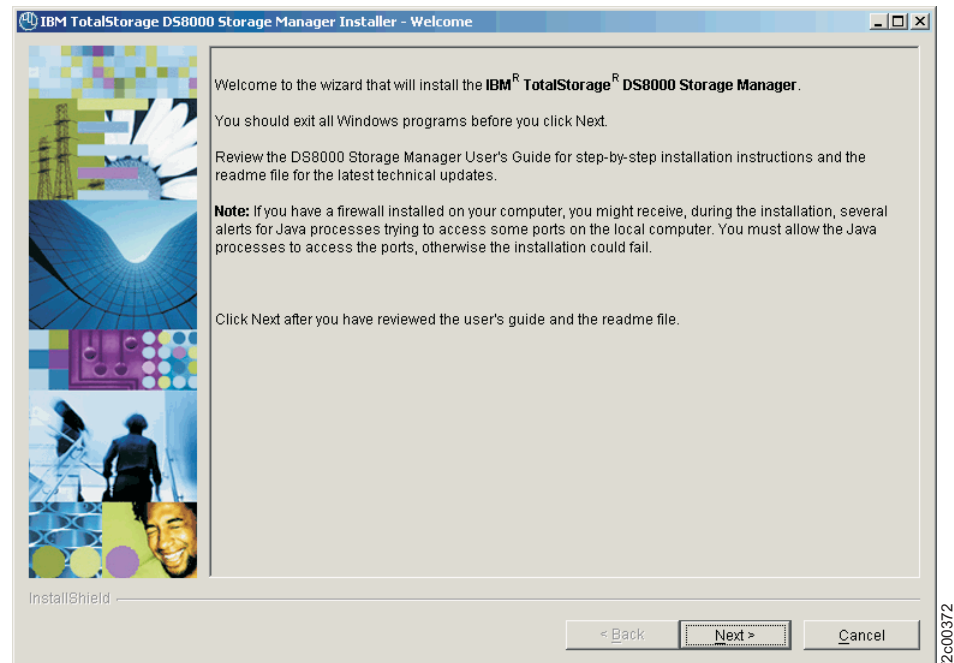 IBM TotalStorage DS8000 Storage Manager Installer - Welcome
Welcome to the wizard that will install the IBM^R TotalStorage^R DS8000 Storage Manager.
You should exit all Windows programs before you click Next.
Review the DS8000 Storage Manager User's Guide for step-by-step installation instructions and the
readme file for the latest technical updates.
Note: If you have a firewall installed on your computer, you might receive, during the installation, several
alerts for Java processes trying to access some ports on the local computer. You must allow the Java
processes to access the ports, otherwise the installation could fail.
Click Next after you have reviewed the user's guide and the readme file.
InstallShield
< Back
Next >
Cancel
2c00372